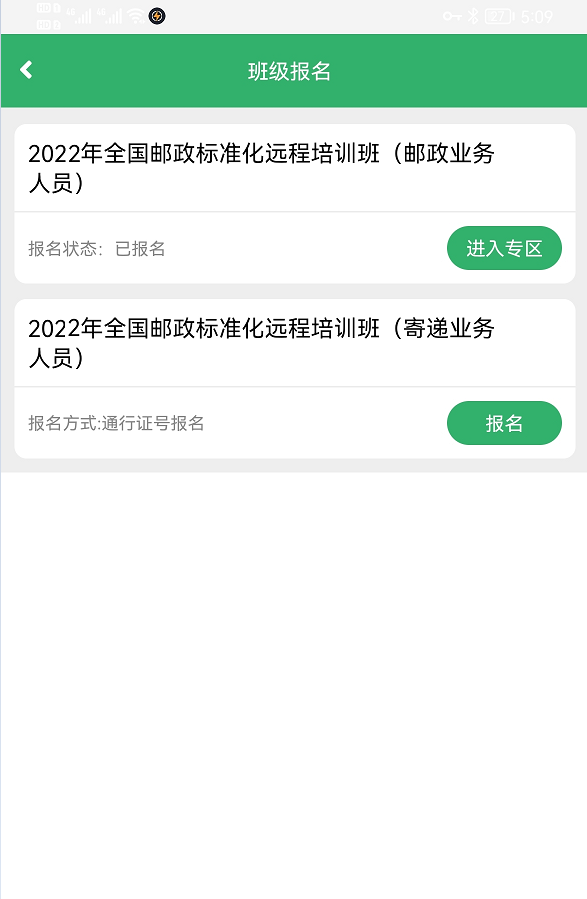 5:09
班级报名
2022年全国邮政标准化远程培训班（邮政业务
人员）
报名状态：已报名
进入专区
2022年全国邮政标准化远程培训班（寄递业务
人员）
报名方式:通行证号报名
报名